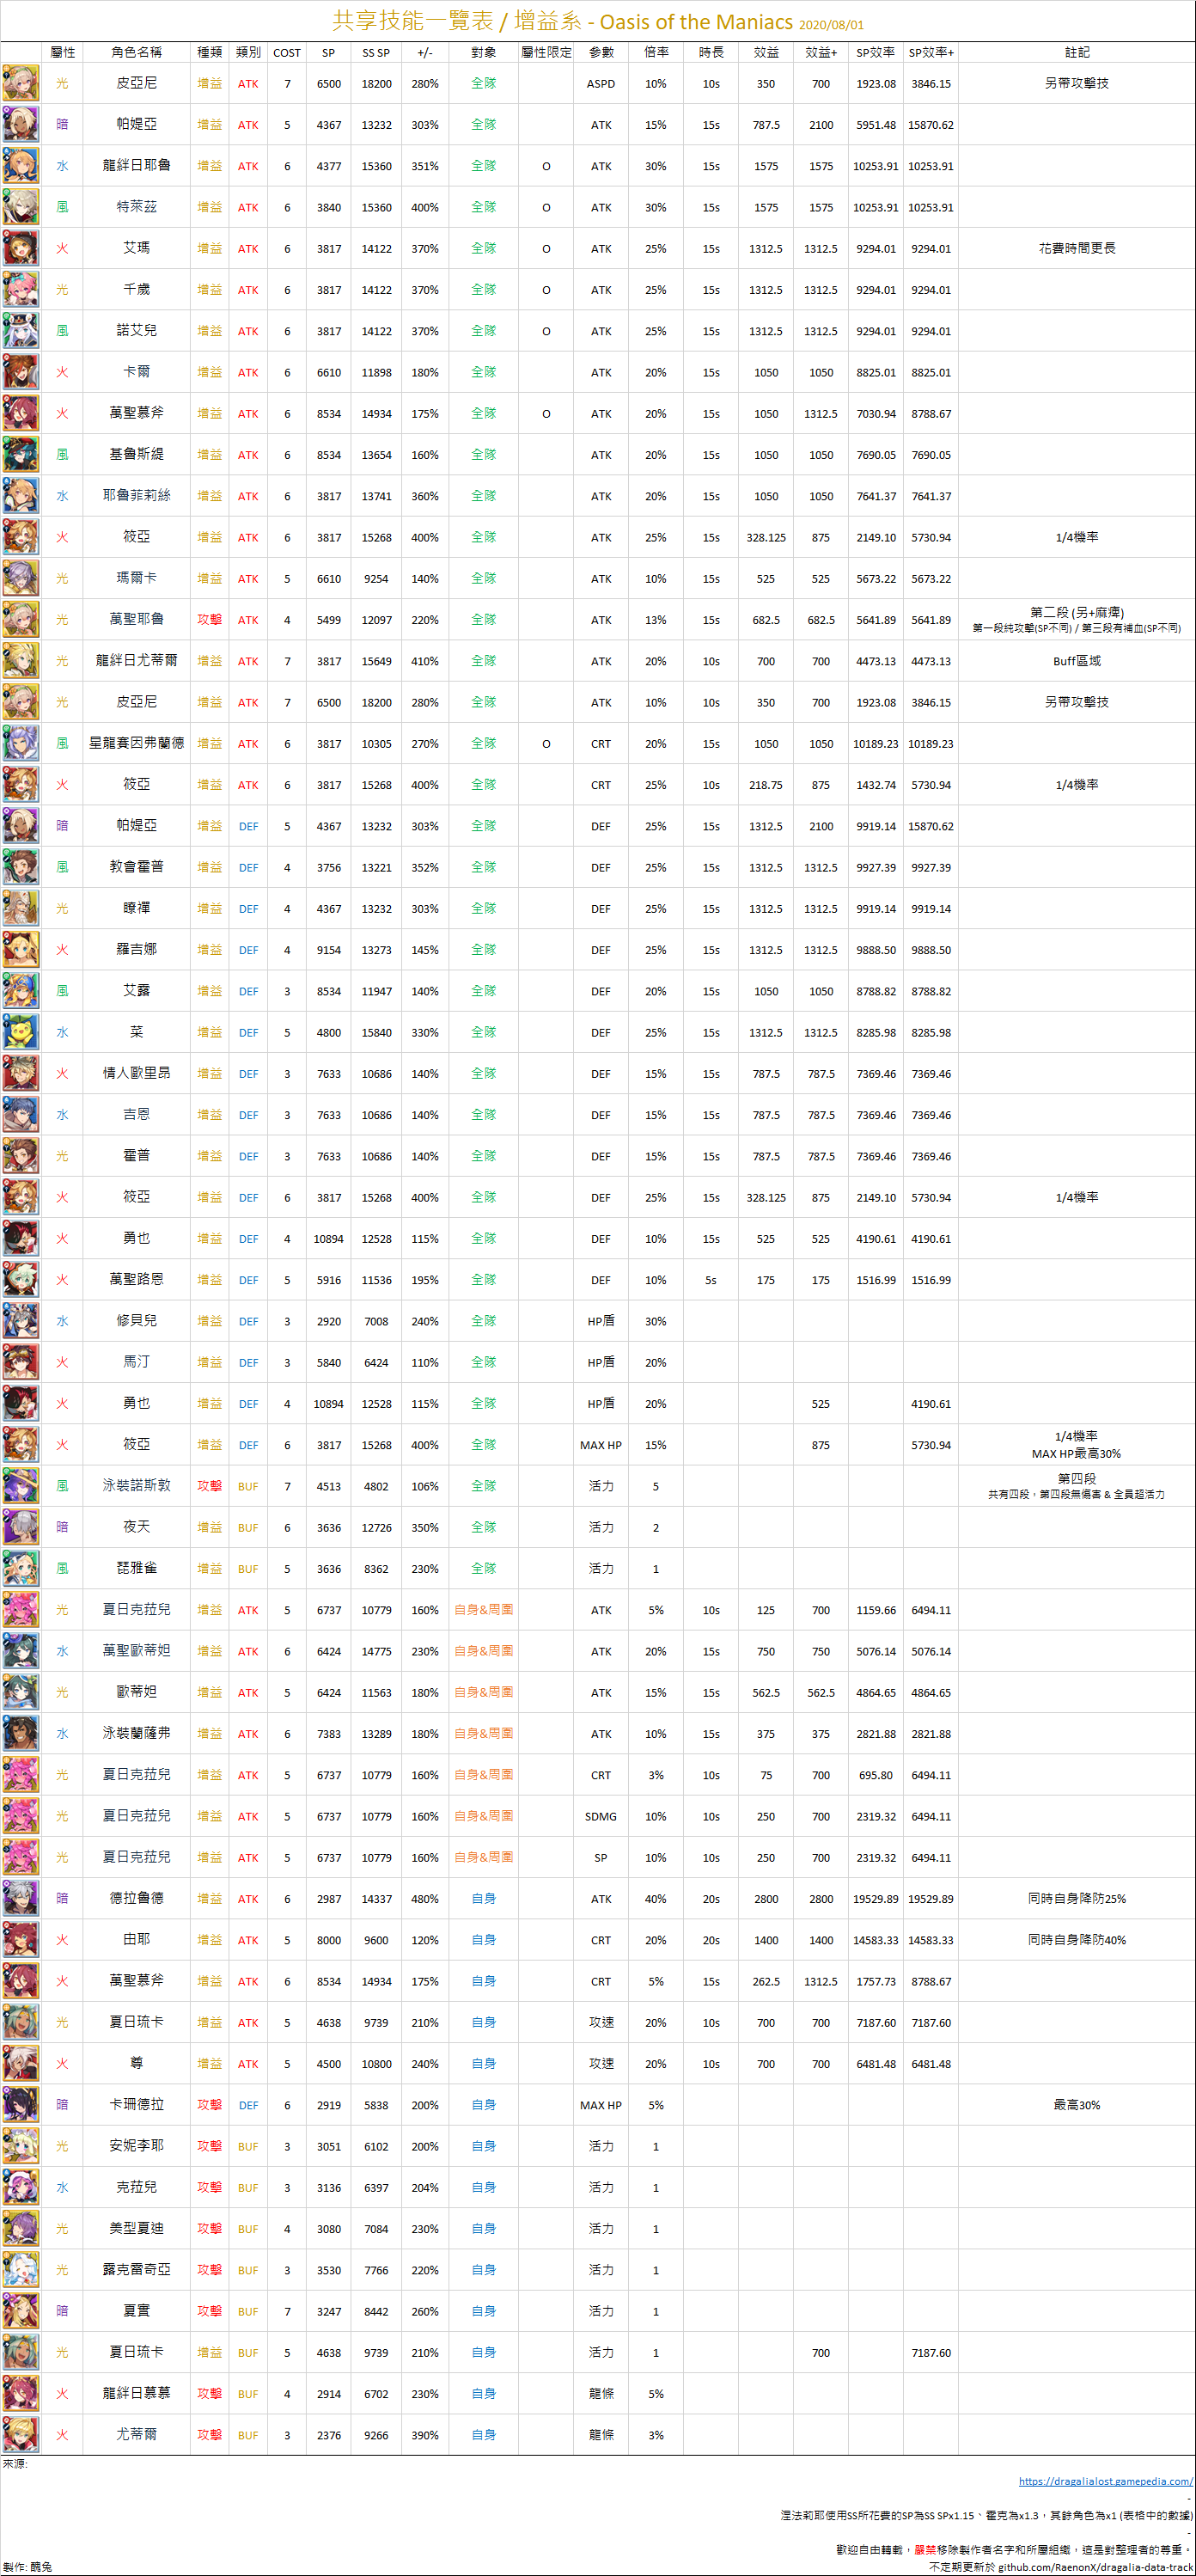 共享技能一覽表 / 增益系 - Oasis of the Maniacs 2020/08/01
屬性 角色名稱 種類 類別 COST SP SS SP +/- 對象 屬性限定 參數 倍率 時長 效益 效益+ SP效率 SP效率+ 註記
光 皮亞尼 增益 ATK 7 6500 18200 280% 全隊 ASPD 10% 10s 350 700 1923.08 3846.15 另帶攻擊技
暗 帕媞亞 增益 ATK 5 4367 13232 303% 全隊 ATK 15% 15s 787.5 2100 5951.48 15870.62
水 龍絆日耶魯 增益 ATK 6 4377 15360 351% 全隊 O ATK 30% 15s 1575 1575 10253.91 10253.91
風 特萊茲 增益 ATK 6 3840 15360 400% 全隊 O ATK 30% 15s 1575 1575 10253.91 10253.91
火 艾瑪 增益 ATK 6 3817 14122 370% 全隊 O ATK 25% 15s 1312.5 1312.5 9294.01 9294.01 花費時間更長
光 千歲 增益 ATK 6 3817 14122 370% 全隊 O ATK 25% 15s 1312.5 1312.5 9294.01 9294.01
風 諾艾兒 增益 ATK 6 3817 14122 370% 全隊 O ATK 25% 15s 1312.5 1312.5 9294.01 9294.01
火 卡爾 增益 ATK 6 6610 11898 180% 全隊 ATK 20% 15s 1050 1050 8825.01 8825.01
火 萬聖慕斧 增益 ATK 6 8534 14934 175% 全隊 O ATK 20% 15s 1050 1312.5 7030.94 8788.67
風 基魯斯緹 增益 ATK 6 8534 13654 160% 全隊 ATK 20% 15s 1050 1050 7690.05 7690.05
水 耶魯菲莉絲 增益 ATK 6 3817 13741 360% 全隊 ATK 20% 15s 1050 1050 7641.37 7641.37
火 筱亞 增益 ATK 6 3817 15268 400% 全隊 ATK 25% 15s 328.125 875 2149.10 5730.94 1/4機率
光 瑪爾卡 增益 ATK 5 6610 9254 140% 全隊 ATK 10% 15s 525 525 5673.22 5673.22
光 萬聖耶魯 攻擊 ATK 4 5499 12097 220% 全隊 ATK 13% 15s 682.5 682.5 5641.89 5641.89 第二段 (另+麻痺)
第一段純攻擊(SP不同) / 第三段有補血(SP不同)
光 龍絆日尤蒂爾 增益 ATK 7 3817 15649 410% 全隊 ATK 20% 10s 700 700 4473.13 4473.13 Buff區域
光 皮亞尼 增益 ATK 7 6500 18200 280% 全隊 ATK 10% 10s 350 700 1923.08 3846.15 另帶攻擊技
風 星龍賽因弗蘭德 增益 ATK 6 3817 10305 270% 全隊 O CRT 20% 15s 1050 1050 10189.23 10189.23
火 筱亞 增益 ATK 6 3817 15268 400% 全隊 CRT 25% 10s 218.75 875 1432.74 5730.94 1/4機率
暗 帕媞亞 增益 DEF 5 4367 13232 303% 全隊 DEF 25% 15s 1312.5 2100 9919.14 15870.62
風 教會霍普 增益 DEF 4 3756 13221 352% 全隊 DEF 25% 15s 1312.5 1312.5 9927.39 9927.39
光 瞭禪 增益 DEF 4 4367 13232 303% 全隊 DEF 25% 15s 1312.5 1312.5 9919.14 9919.14
火 羅吉娜 增益 DEF 4 9154 13273 145% 全隊 DEF 25% 15s 1312.5 1312.5 9888.50 9888.50
風 艾露 增益 DEF 3 8534 11947 140% 全隊 DEF 20% 15s 1050 1050 8788.82 8788.82
水 菜 增益 DEF 5 4800 15840 330% 全隊 DEF 25% 15s 1312.5 1312.5 8285.98 8285.98
火 情人歐里昂 增益 DEF 3 7633 10686 140% 全隊 DEF 15% 15s 787.5 787.5 7369.46 7369.46
水 吉恩 增益 DEF 3 7633 10686 140% 全隊 DEF 15% 15s 787.5 787.5 7369.46 7369.46
光 霍普 增益 DEF 3 7633 10686 140% 全隊 DEF 15% 15s 787.5 787.5 7369.46 7369.46
火 筱亞 增益 DEF 6 3817 15268 400% 全隊 DEF 25% 15s 328.125 875 2149.10 5730.94 1/4機率
火 勇也 增益 DEF 4 10894 12528 115% 全隊 DEF 10% 15s 525 525 4190.61 4190.61
火 萬聖路恩 增益 DEF 5 5916 11536 195% 全隊 DEF 10% 5s 175 175 1516.99 1516.99
水 修貝兒 增益 DEF 3 2920 7008 240% 全隊 HP盾 30%
火 馬汀 增益 DEF 3 5840 6424 110% 全隊 HP盾 20%
火 勇也 增益 DEF 4 10894 12528 115% 全隊 HP盾 20% 525 4190.61
火 筱亞 增益 DEF 6 3817 15268 400% 全隊 MAX HP 15% 875 5730.94 1/4機率
MAX HP最高30%
風 泳裝諾斯敦 攻擊 BUF 7 4513 4802 106% 全隊 活力 5 第四段
共有四段，第四段無傷害 & 全員超活力
暗 夜天 增益 BUF 6 3636 12726 350% 全隊 活力 2
風 琵雅雀 增益 BUF 5 3636 8362 230% 全隊 活力 1
光 夏日克菈兒 增益 ATK 5 6737 10779 160% 自身&周圍 ATK 5% 10s 125 700 1159.66 6494.11
水 萬聖歐蒂妲 增益 ATK 6 6424 14775 230% 自身&周圍 ATK 20% 15s 750 750 5076.14 5076.14
光 歐蒂妲 增益 ATK 5 6424 11563 180% 自身&周圍 ATK 15% 15s 562.5 562.5 4864.65 4864.65
水 泳裝蘭薩弗 增益 ATK 6 7383 13289 180% 自身&周圍 ATK 10% 15s 375 375 2821.88 2821.88
光 夏日克菈兒 增益 ATK 5 6737 10779 160% 自身&周圍 CRT 3% 10s 75 700 695.80 6494.11
光 夏日克菈兒 增益 ATK 5 6737 10779 160% 自身&周圍 SDMG 10% 10s 250 700 2319.32 6494.11
光 夏日克菈兒 增益 ATK 5 6737 10779 160% 自身&周圍 SP 10% 10s 250 700 2319.32 6494.11
暗 德拉魯德 增益 ATK 6 2987 14337 480% 自身 ATK 40% 20s 2800 2800 19529.89 19529.89 同時自身降防25%
火 由耶 增益 ATK 5 8000 9600 120% 自身 CRT 20% 20s 1400 1400 14583.33 14583.33 同時自身降防40%
火 萬聖慕斧 增益 ATK 6 8534 14934 175% 自身 CRT 5% 15s 262.5 1312.5 1757.73 8788.67
光 夏日琉卡 增益 ATK 5 4638 9739 210% 自身 攻速 20% 10s 700 700 7187.60 7187.60
火 尊 增益 ATK 5 4500 10800 240% 自身 攻速 20% 10s 700 700 6481.48 6481.48
暗 卡珊德拉 攻擊 DEF 6 2919 5838 200% 自身 MAX HP 5% 最高30%
光 安妮李耶 攻擊 BUF 3 3051 6102 200% 自身 活力 1
水 克菈兒 攻擊 BUF 3 3136 6397 204% 自身 活力 1
光 美型夏迪 攻擊 BUF 4 3080 7084 230% 自身 活力 1
光 露克雷奇亞 攻擊 BUF 3 3530 7766 220% 自身 活力 1
暗 夏實 攻擊 BUF 7 3247 8442 260% 自身 活力 1
光 夏日琉卡 增益 BUF 5 4638 9739 210% 自身 活力 1 700 7187.60
火 龍絆日慕慕 攻擊 BUF 4 2914 6702 230% 自身 龍條 5%
火 尤蒂爾 攻擊 BUF 3 2376 9266 390% 自身 龍條 3%
來源:
https://dragalialost.gamepedia.com/
-
涅法莉耶使用SS所花費的SP為SS SPx1.15、霍克為x1.3，其餘角色為x1 (表格中的數據)
-
歡迎自由轉載，嚴禁移除製作者名字和所屬組織，這是對整理者的尊重。
製作: 醜兔 不定期更新於 github.com/RaenonX/dragalia-data-track